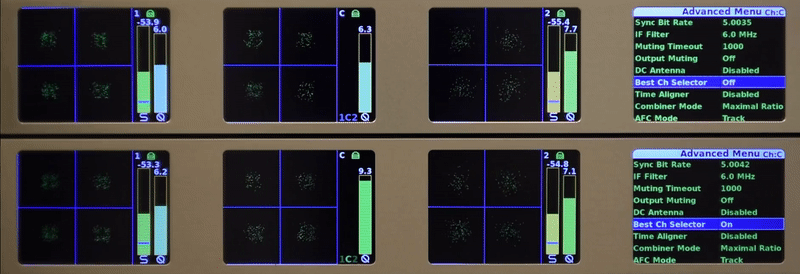 1
-53.9
6.0
S
Q
C
6.3
1C2
Q
2
-55.4
7.7
S
Q
Advanced Menu Ch:C
Sync Bit Rate 5.0035
IF Filter 6.0 MHz
Muting Timeout 1000
Output Muting Off
DC Antenna Disabled
Best Ch Selector Off
Time Aligner Disabled
Combiner Mode Maximal Ratio
AFC Mode Track
1
-53.3
6.2
S
Q
C
9.3
1C2
Q
2
-54.8
7.1
S
Q
Advanced Menu Ch:C
Sync Bit Rate 5.0042
IF Filter 6.0 MHz
Muting Timeout 1000
Output Muting Off
DC Antenna Disabled
Best Ch Selector On
Time Aligner Disabled
Combiner Mode Maximal Ratio
AFC Mode Track